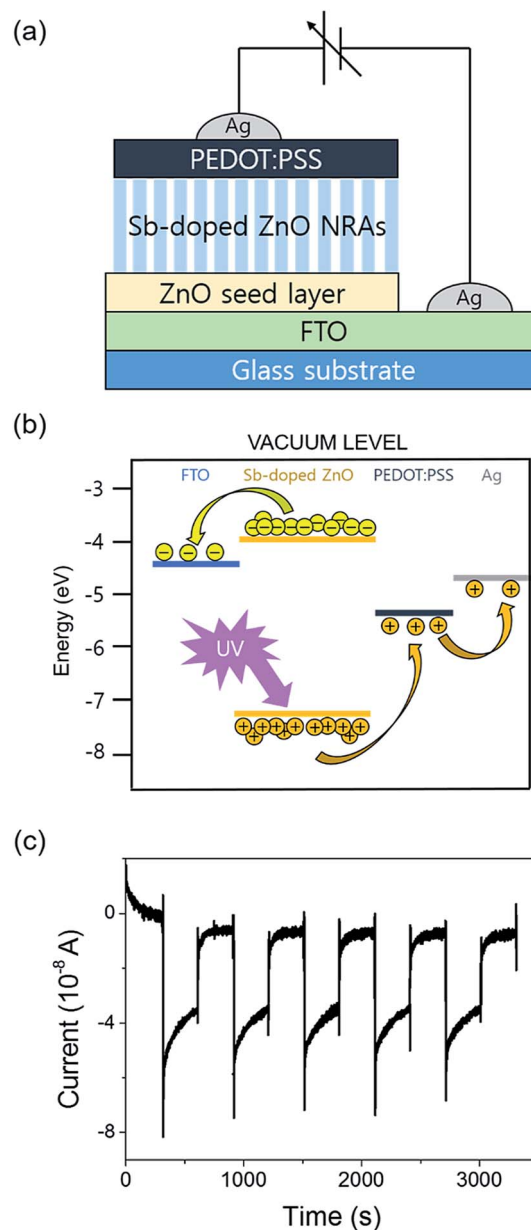 (a)
Ag
PEDOT:PSS
Sb-doped ZnO NRAs
ZnO seed layer
Ag
FTO
Glass substrate
(b)
VACUUM LEVEL
FTO Sb-doped ZnO PEDOT:PSS Ag
-3
-4
-5
-6
-7
-8
Energy (eV)
UV
(c)
0
-4
-8
Current (10⁻⁸ A)
0 1000 2000 3000
Time (s)